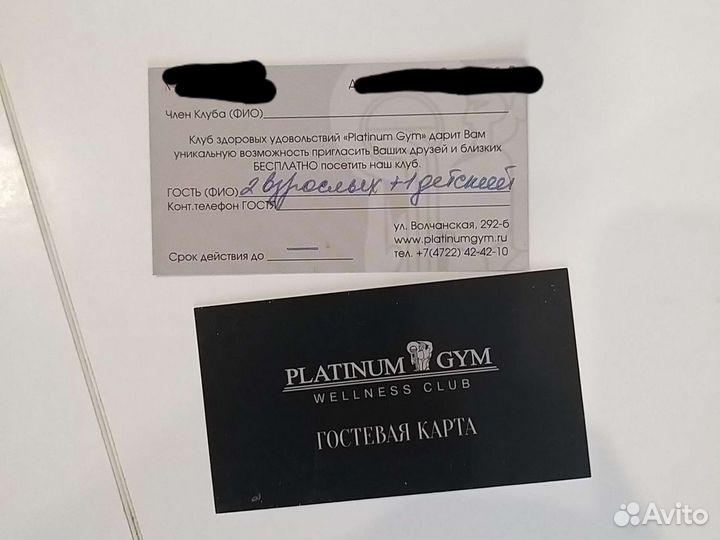 Член Клуба (ФИО)
Клуб здоровых удовольствий «Platinum Gym» дарит Вам
уникальную возможность пригласить Ваших друзей и близких
БЕСПЛАТНО посетить наш клуб.
ГОСТЬ (ФИО) 2 взрослых +1 детский
Конт.телефон ГОСТЯ
ул. Волчанская, 292-б
www.platinumgym.ru
Срок действия до тел. +7(4722) 42-42-10
PLATINUM GYM
WELLNESS CLUB
ГОСТЕВАЯ КАРТА
Avito